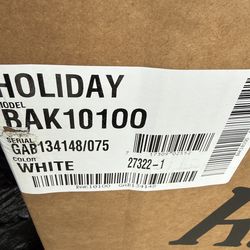 HOLIDAY
MODEL
BAK10100
SERIAL
GAB134148/075
COLOR
WHITE
27322-1
BAK10100 GAB134148